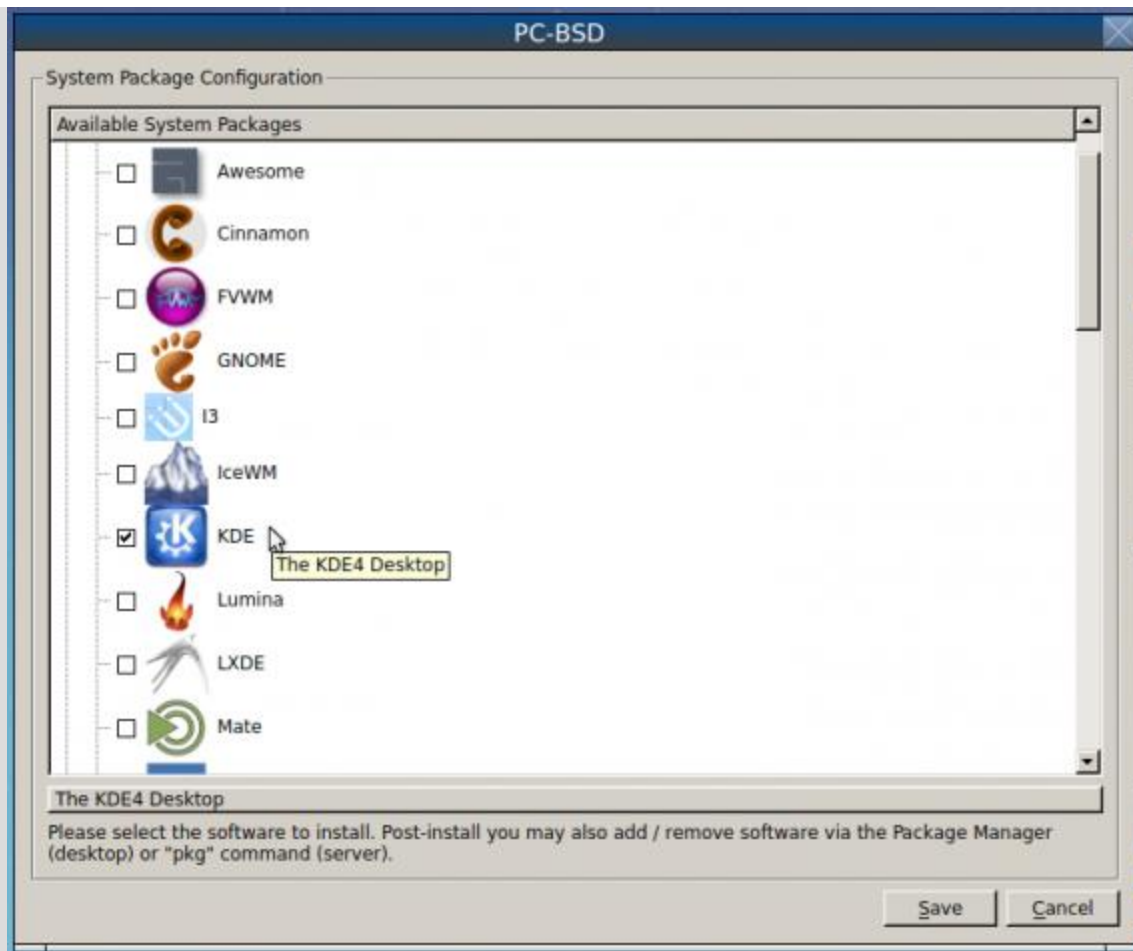 PC-BSD
System Package Configuration
Available System Packages
Awesome
Cinnamon
FVWM
GNOME
I3
IceWM
KDE
The KDE4 Desktop
Lumina
LXDE
Mate
The KDE4 Desktop
Please select the software to install. Post-install you may also add / remove software via the Package Manager
(desktop) or "pkg" command (server).
Save
Cancel